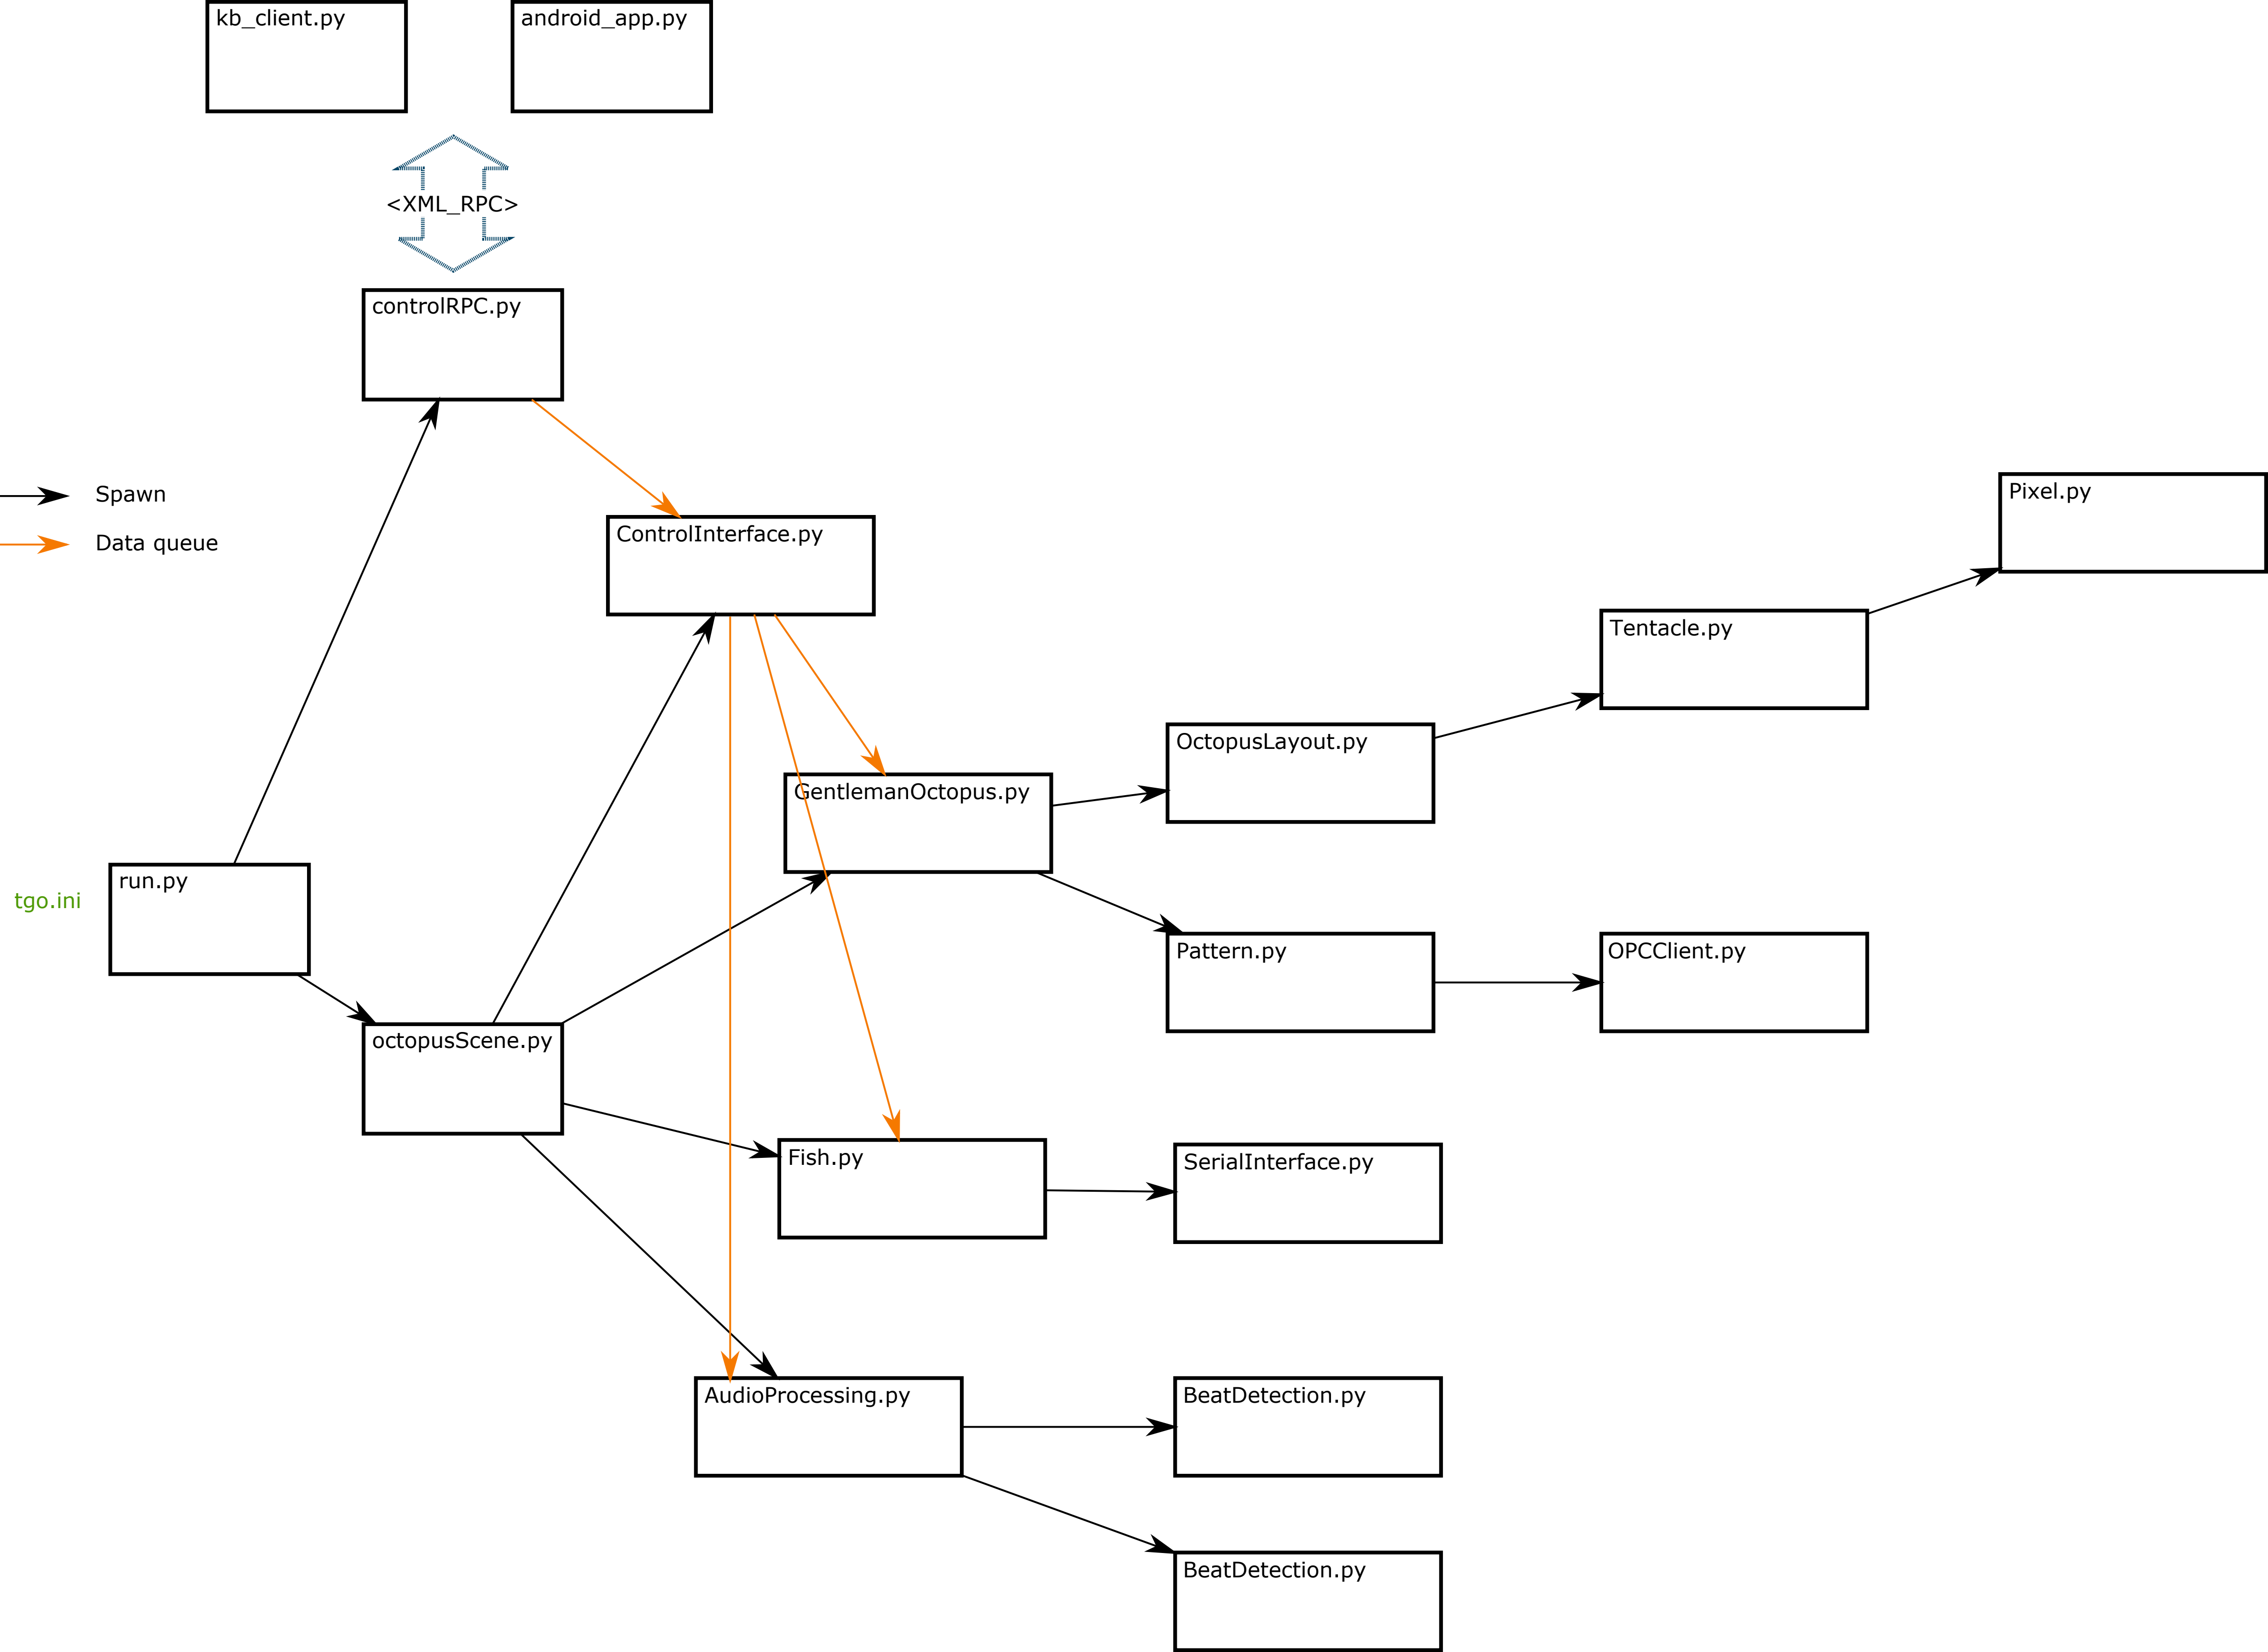 kb_client.py
android_app.py
<XML_RPC>
controlRPC.py
Spawn
Data queue
ControlInterface.py
Pixel.py
Tentacle.py
OctopusLayout.py
GentlemanOctopus.py
run.py
tgo.ini
Pattern.py
OPCClient.py
octopusScene.py
Fish.py
SerialInterface.py
AudioProcessing.py
BeatDetection.py
BeatDetection.py